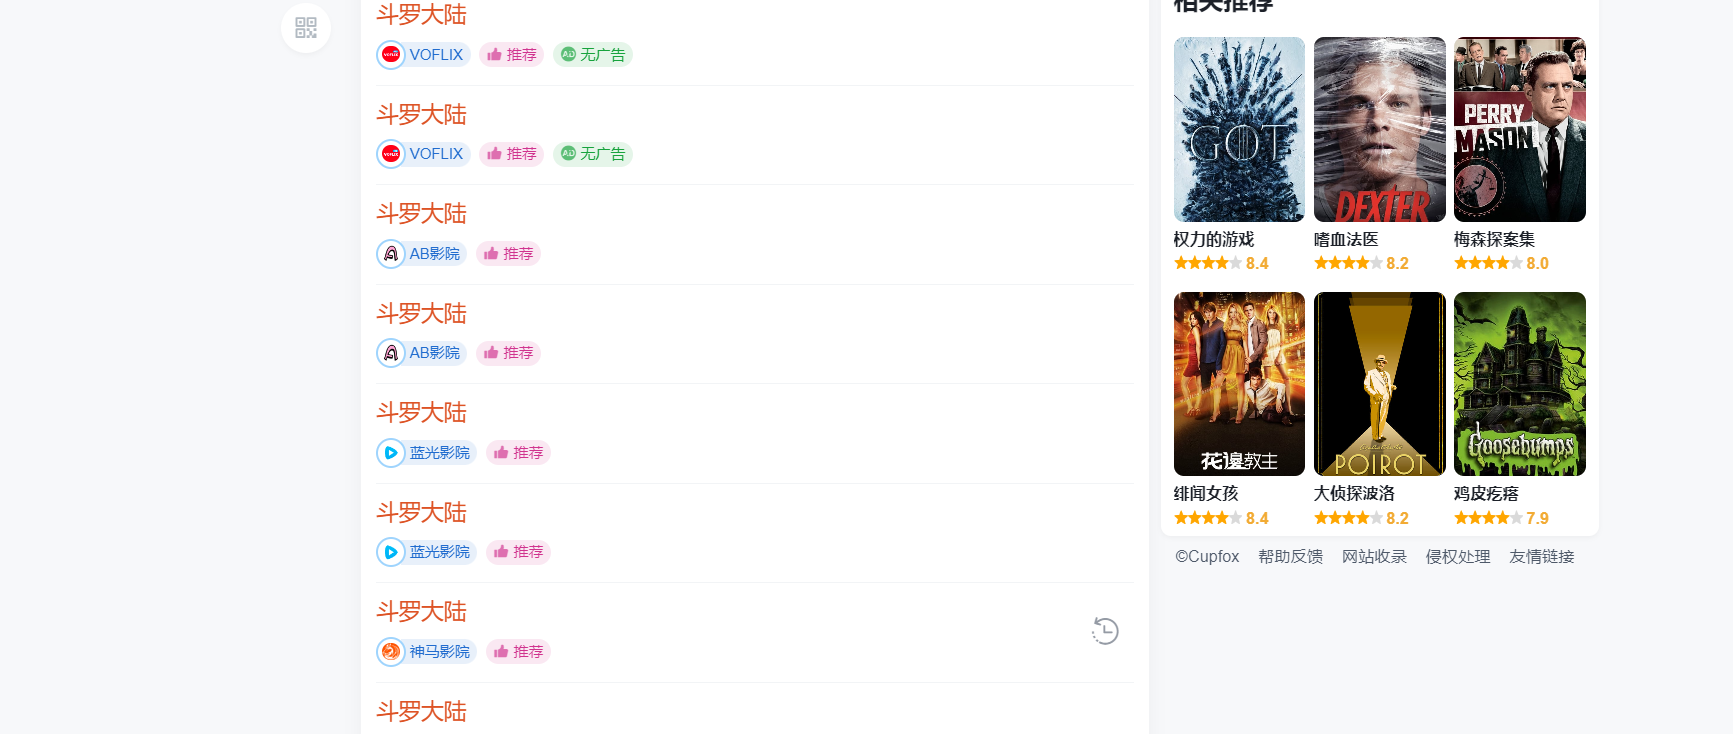 斗罗大陆
VOFLIX 推荐 无广告
斗罗大陆
VOFLIX 推荐 无广告
斗罗大陆
AB影院 推荐
斗罗大陆
AB影院 推荐
斗罗大陆
蓝光影院 推荐
斗罗大陆
蓝光影院 推荐
斗罗大陆
神马影院 推荐
斗罗大陆
相关推荐
GOT
DEXTER
PERRY
MASON
权力的游戏
嗜血法医
梅森探案集
8.4
8.2
8.0
花邊教主
POIROT
Goosebumps
绯闻女孩
大侦探波洛
鸡皮疙瘩
8.4
8.2
7.9
©Cupfox 帮助反馈 网站收录 侵权处理 友情链接